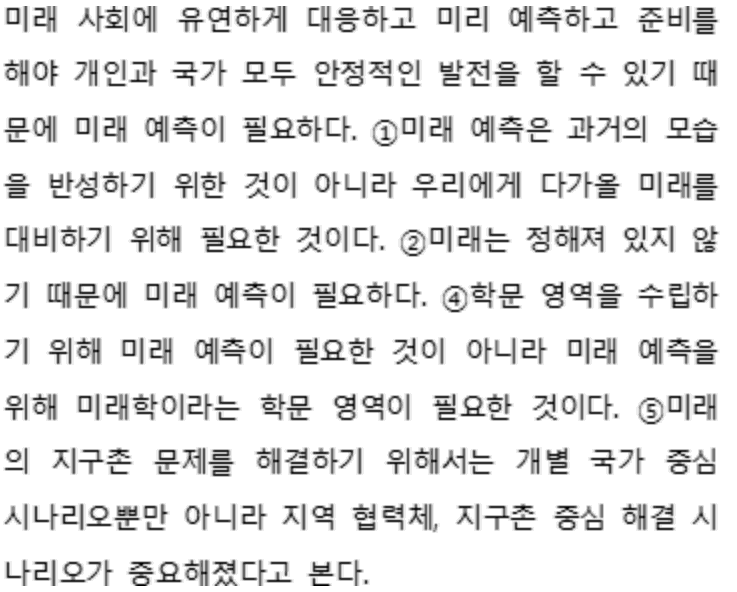 미래 사회에 유연하게 대응하고 미리 예측하고 준비를
해야 개인과 국가 모두 안정적인 발전을 할 수 있기 때
문에 미래 예측이 필요하다. ①미래 예측은 과거의 모습
을 반성하기 위한 것이 아니라 우리에게 다가올 미래를
대비하기 위해 필요한 것이다. ②미래는 정해져 있지 않
기 때문에 미래 예측이 필요하다. ④학문 영역을 수립하
기 위해 미래 예측이 필요한 것이 아니라 미래 예측을
위해 미래학이라는 학문 영역이 필요한 것이다. ⑤미래
의 지구촌 문제를 해결하기 위해서는 개별 국가 중심
시나리오뿐만 아니라 지역 협력체, 지구촌 중심 해결 시
나리오가 중요해졌다고 본다.